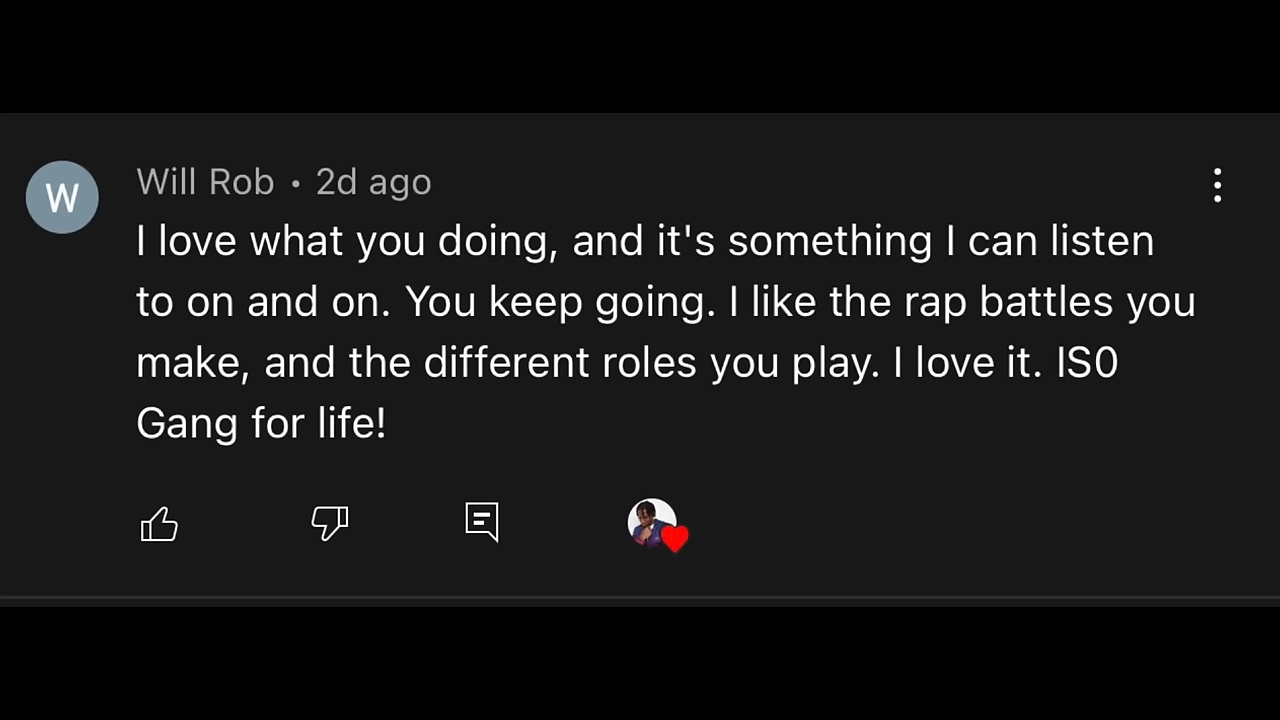 W
Will Rob • 2d ago
I love what you doing, and it's something I can listen
to on and on. You keep going. I like the rap battles you
make, and the different roles you play. I love it. IS0
Gang for life!